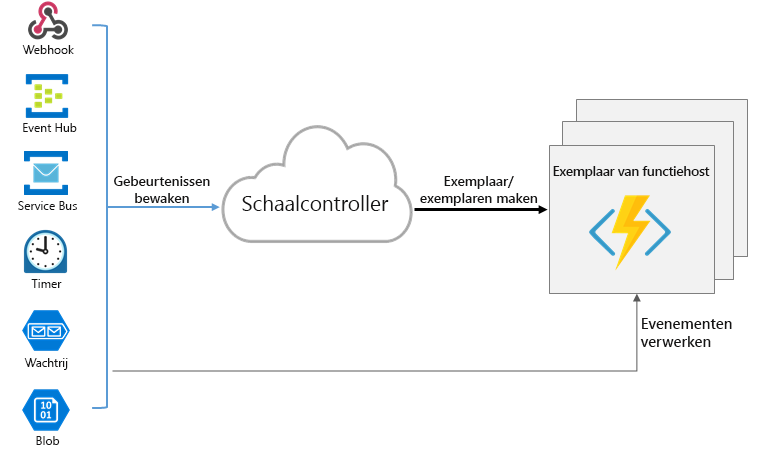 Webhook
Event Hub
Service Bus
Timer
Wachtrij
10
01
Blob
Gebeurtenissen
bewaken
Schaalcontroller
Exemplaar/
exemplaren maken
Exemplaar van functiehost
Evenementen
verwerken